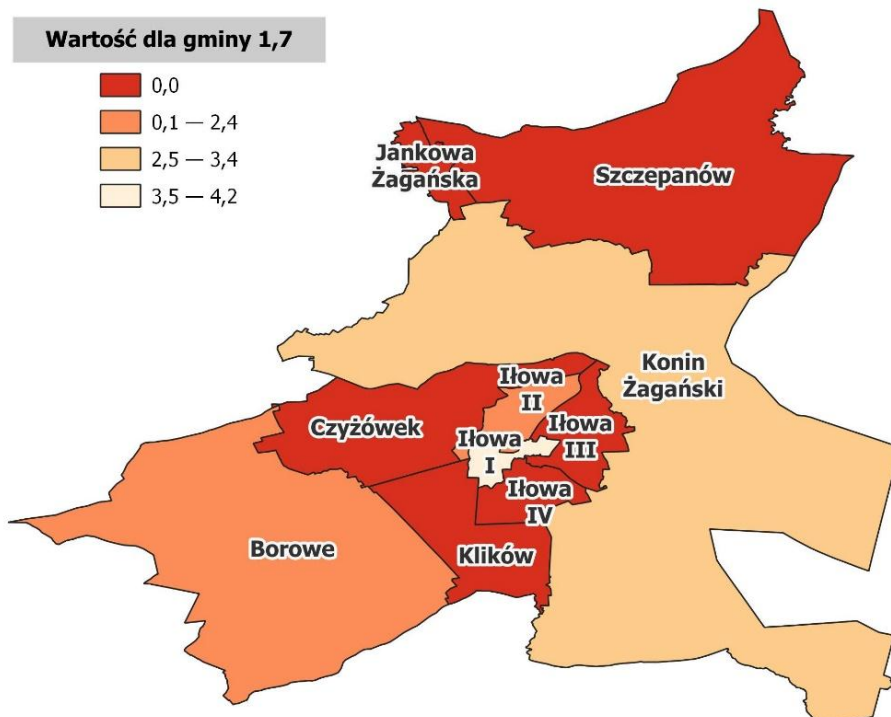 Wartość dla gminy 1,7
0,0
0,1 — 2,4
2,5 — 3,4
3,5 — 4,2
Jankowa
Żagańska
Szczepanów
Konin
Żagański
Iłowa
II
Czyżówek
Iłowa
III
Iłowa
I
Iłowa
IV
Borowe
Klików